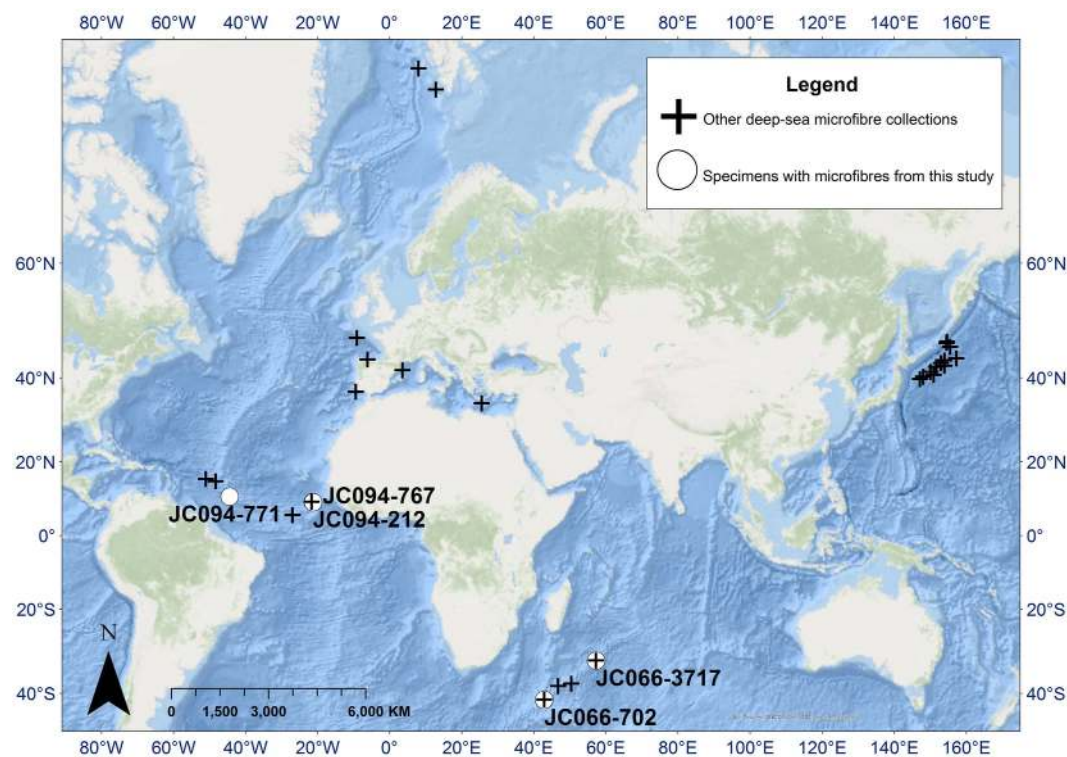 80°W 60°W 40°W 20°W 0° 20°E 40°E 60°E 80°E 100°E 120°E 140°E 160°E
Legend
Other deep-sea microfibre collections
Specimens with microfibres from this study
60°N 60°N
40°N 40°N
20°N 20°N
JC094-767
JC094-771 JC094-212
0° 0°
20°S 20°S
N
JC066-3717
40°S 40°S
0 1,500 3,000 6,000 KM
JC066-702
80°W 60°W 40°W 20°W 0° 20°E 40°E 60°E 80°E 100°E 120°E 140°E 160°E